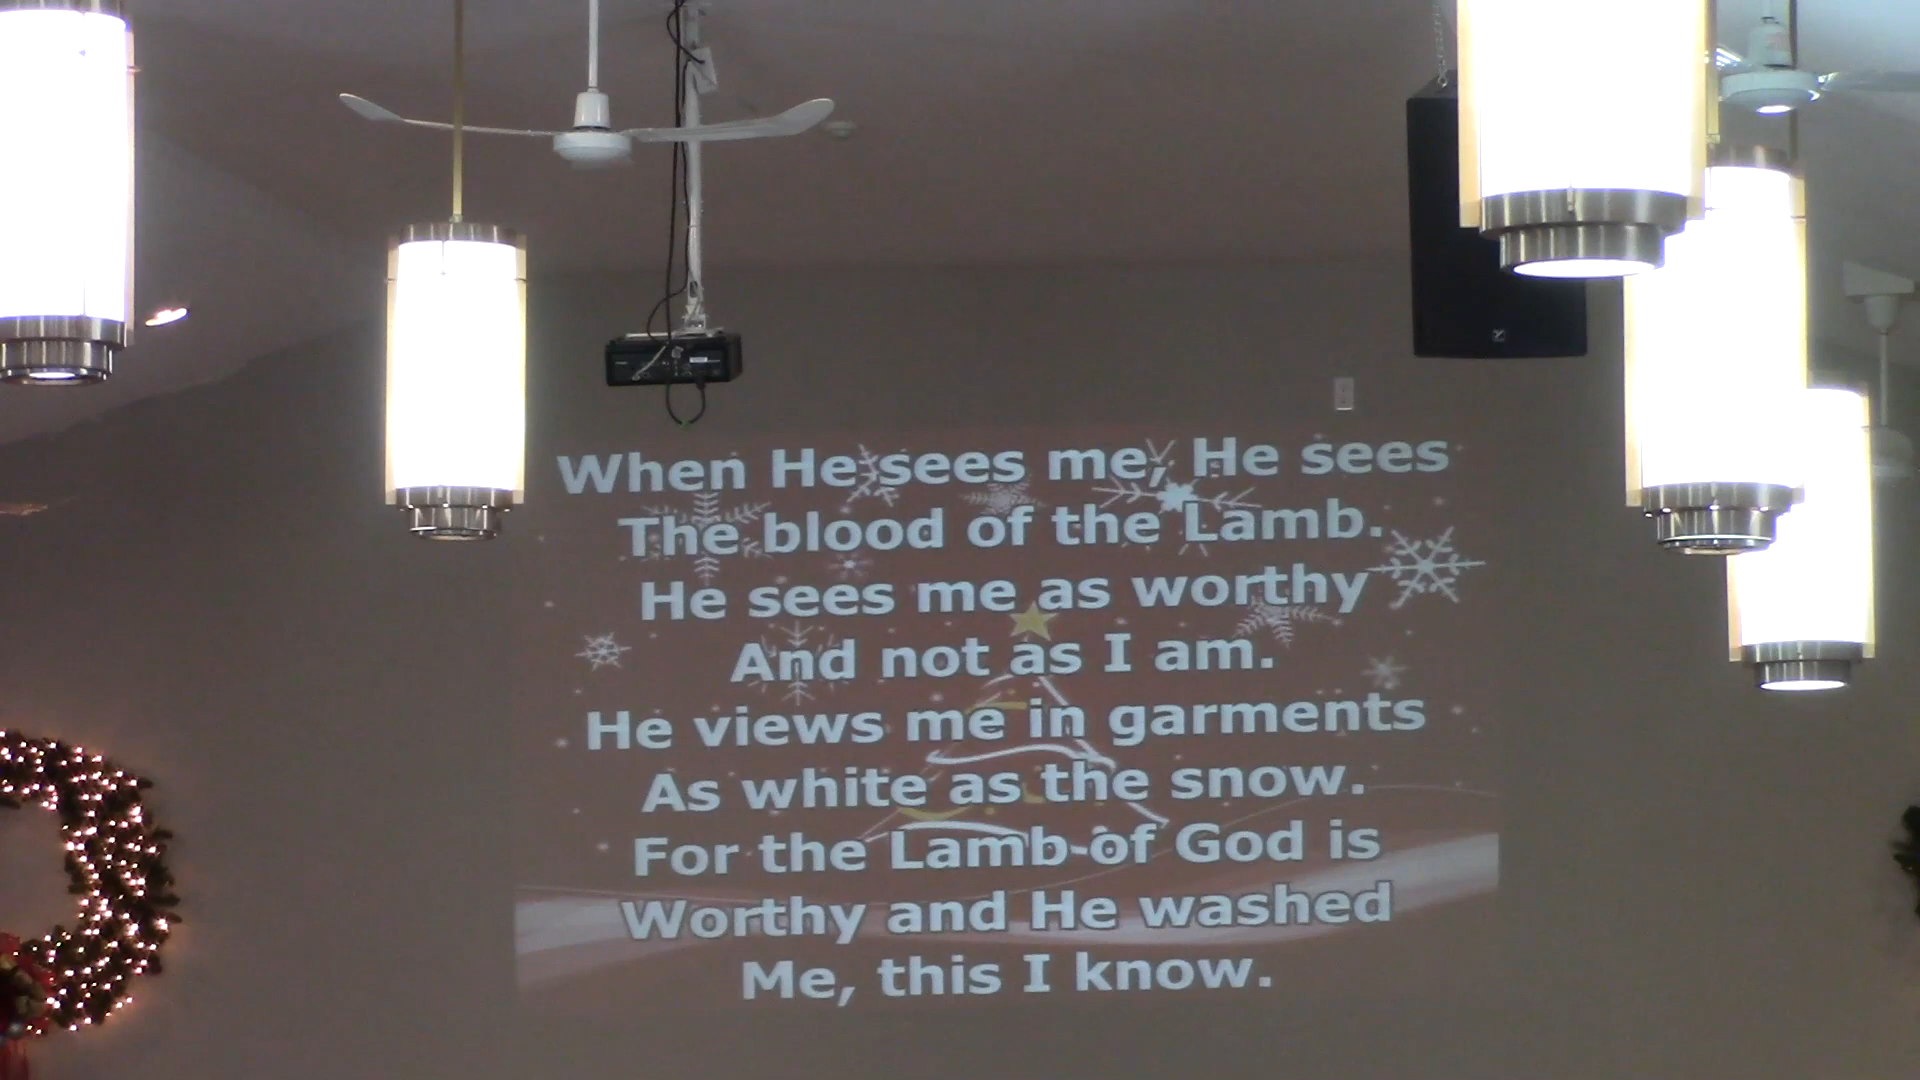 When He sees me, He sees
The blood of the Lamb.
He sees me as worthy
And not as I am.
He views me in garments
As white as the snow.
For the Lamb of God is
Worthy and He washed
Me, this I know.